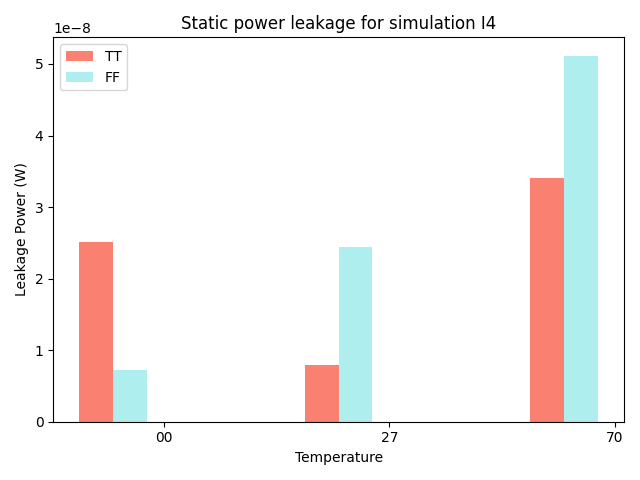 Static power leakage for simulation I4
1e−8
TT
FF
5
4
3
2
1
0
Leakage Power (W)
00
27
70
Temperature